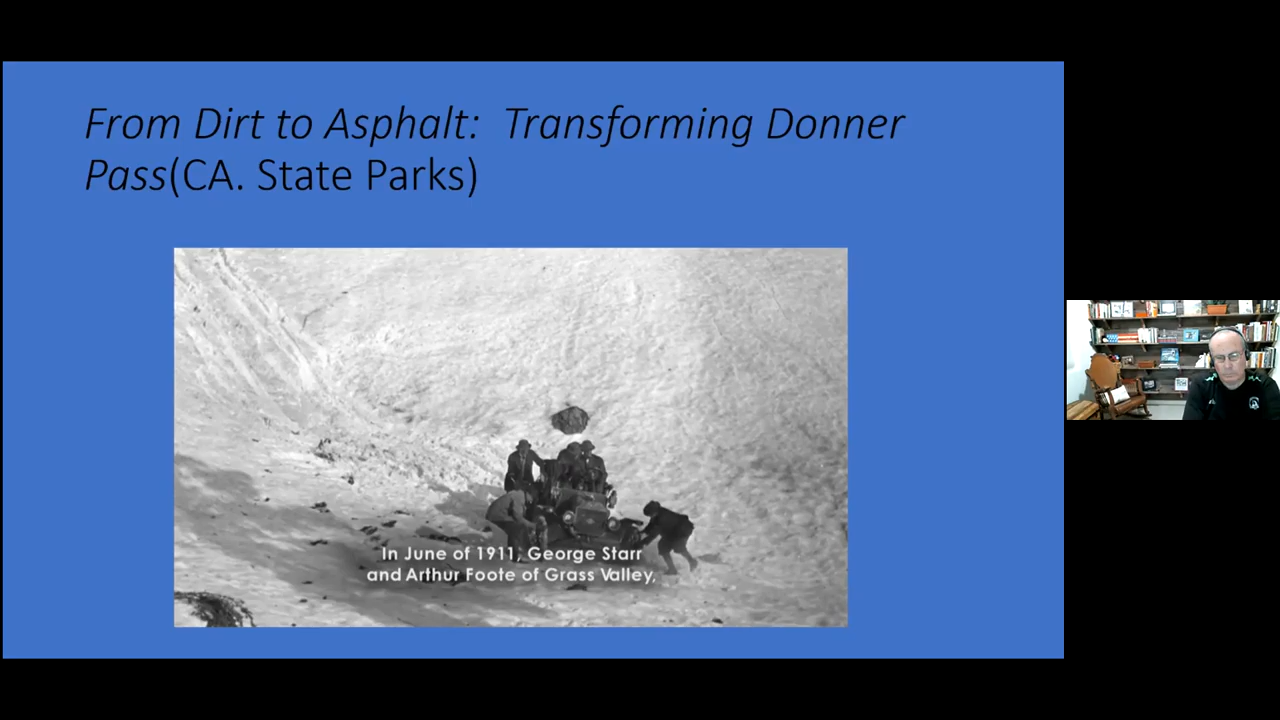 From Dirt to Asphalt:  Transforming Donner
Pass(CA. State Parks)
In June of 1911, George Starr
and Arthur Foote of Grass Valley,